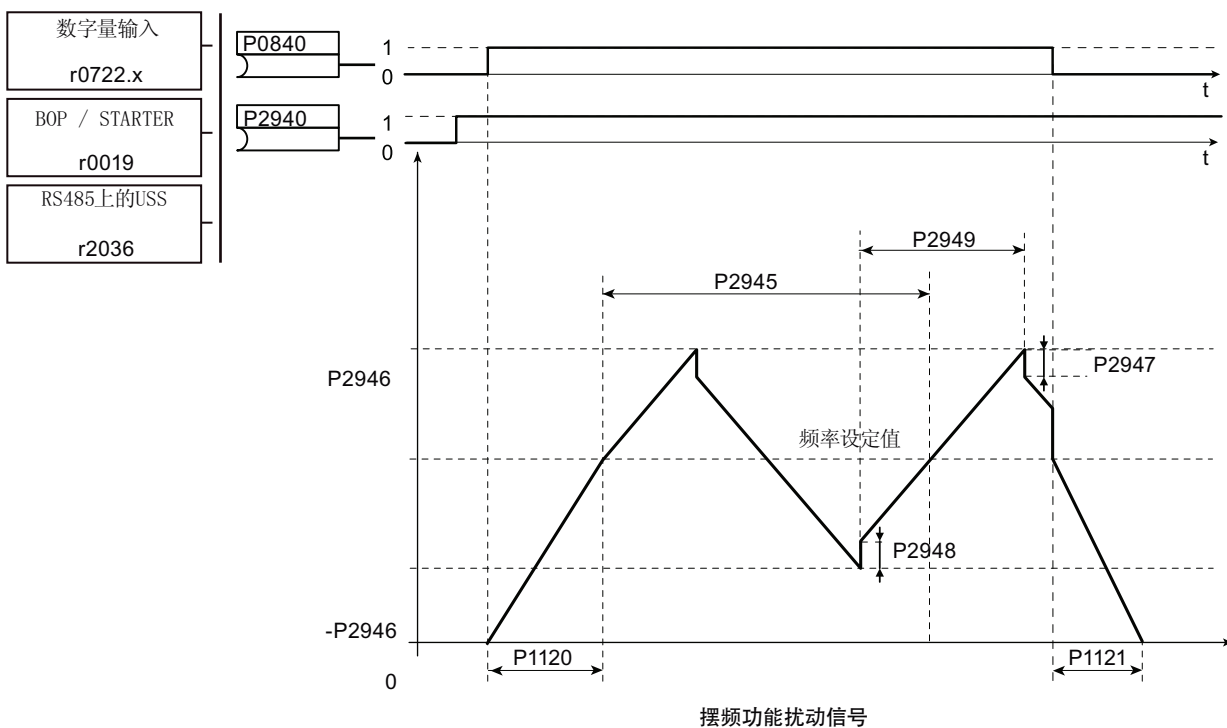 数字量输入
r0722.x
BOP / STARTER
r0019
RS485上的USS
r2036
P0840
P2940
1
0
t
1
0
t
P2949
P2945
P2947
P2946
频率设定值
P2948
-P2946
P1120
P1121
0
摆频功能扰动信号